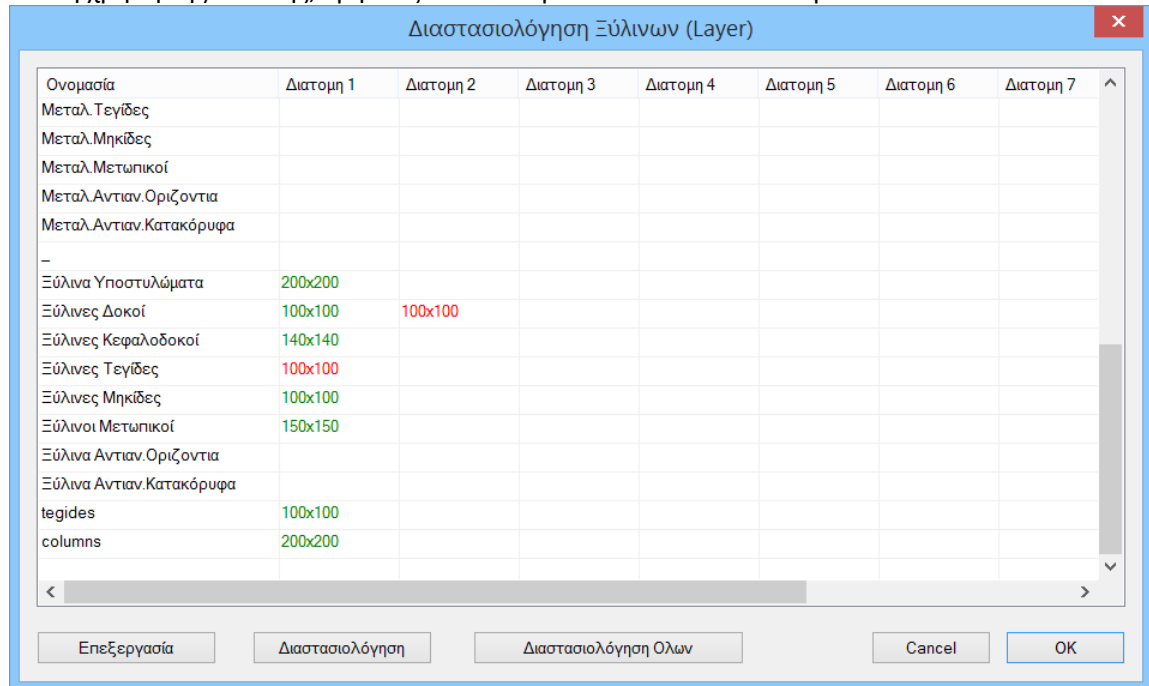 Διαστασιολόγηση Ξύλινων (Layer)
Ονομασία Διατομη 1 Διατομη 2 Διατομη 3 Διατομη 4 Διατομη 5 Διατομη 6 Διατομη 7
Μεταλ.Τεγίδες
Μεταλ.Μηκίδες
Μεταλ.Μετωπικοί
Μεταλ.Αντιαν.Οριζοντια
Μεταλ.Αντιαν.Κατακόρυφα
_
Ξύλινα Υποστυλώματα 200x200
Ξύλινες Δοκοί 100x100 100x100
Ξύλινες Κεφαλοδοκοί 140x140
Ξύλινες Τεγίδες 100x100
Ξύλινες Μηκίδες 100x100
Ξύλινοι Μετωπικοί 150x150
Ξύλινα Αντιαν.Οριζοντια
Ξύλινα Αντιαν.Κατακόρυφα
tegides 100x100
columns 200x200
Επεξεργασία Διαστασιολόγηση Διαστασιολόγηση Ολων Cancel OK